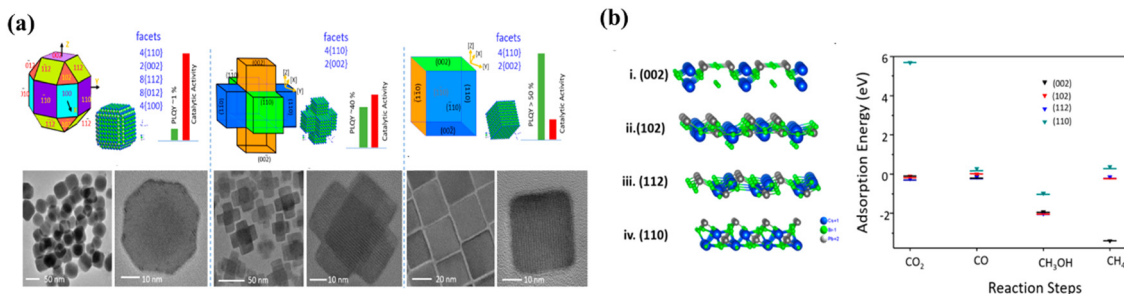 (a)
facets
4{110}
2{002}
8{112}
8{012}
4{100}
PLQY ~1 %
Catalytic Activity
facets
4{110}
2{002}
PLQY ~40 %
Catalytic Activity
facets
4{110}
2{002}
PLQY > 50 %
Catalytic Activity
Z
Y
100
110
[Z]
[X]
[Y]
(002)
(011)
(002)
[Z]
[X]
[Y]
(002)
(002)
50 nm
10 nm
50 nm
10 nm
20 nm
10 nm
(b)
i. (002)
ii. (102)
iii. (112)
iv. (110)
Cs+1
Br-1
Pb+2
Adsorption Energy (eV)
6
4
2
0
-2
(002)
(102)
(112)
(110)
CO₂
CO
CH₃OH
CH₄
Reaction Steps